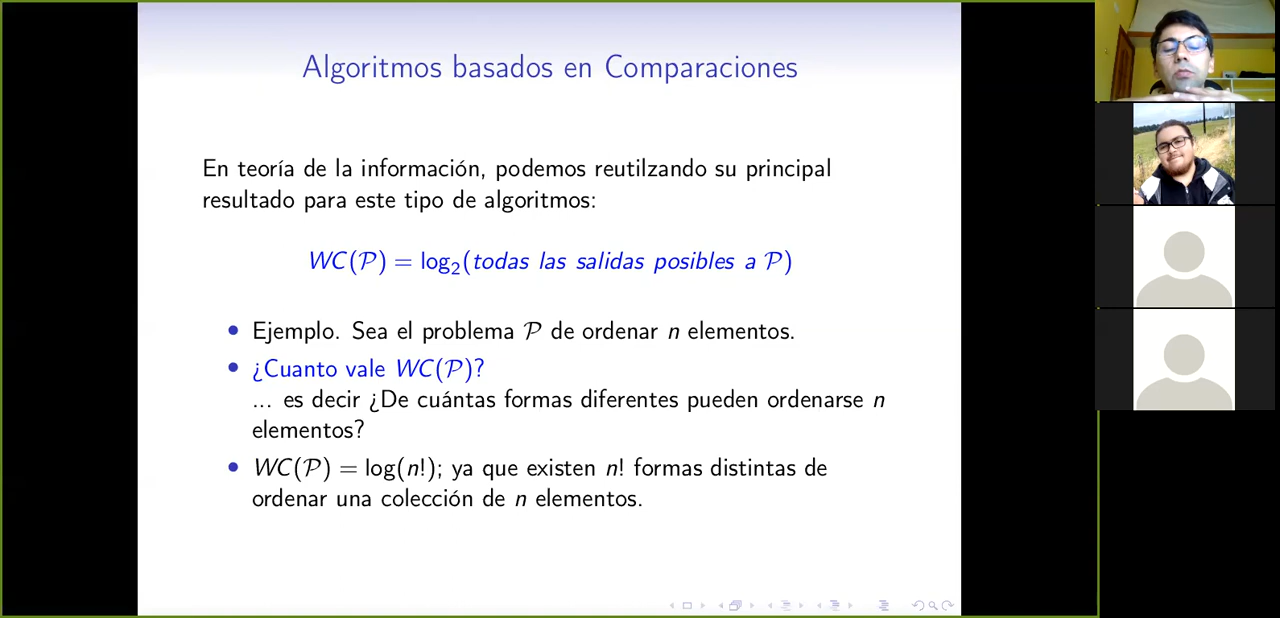 Algoritmos basados en Comparaciones
En teoría de la información, podemos reutilzando su principal
resultado para este tipo de algoritmos:
WC(𝒫) = log₂(todas las salidas posibles a 𝒫)
• Ejemplo. Sea el problema 𝒫 de ordenar n elementos.
• ¿Cuanto vale WC(𝒫)?
... es decir ¿De cuántas formas diferentes pueden ordenarse n
elementos?
• WC(𝒫) = log(n!); ya que existen n! formas distintas de
ordenar una colección de n elementos.